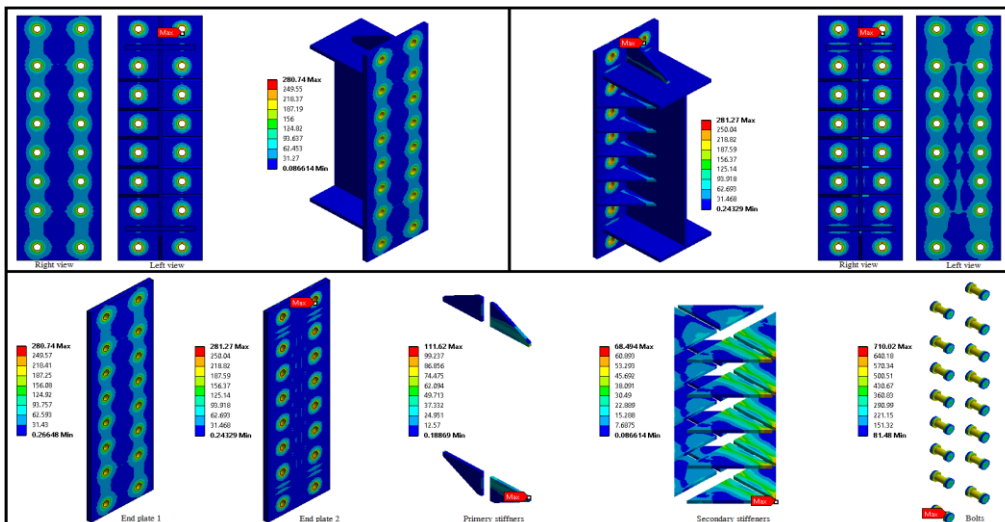 Max
280.74 Max
249.55
218.37
187.19
156
124.82
93.637
62.453
31.27
0.086614 Min
Right view
Left view
Max
281.27 Max
250.04
218.82
187.59
156.37
125.14
93.918
62.693
31.468
0.24329 Min
Max
Right view
Left view
280.74 Max
249.57
218.41
187.25
156.08
124.92
93.757
62.593
31.43
0.26648 Min
End plate 1
281.27 Max
250.04
218.82
187.59
156.37
125.14
93.918
62.693
31.468
0.24329 Min
Max
End plate 2
111.62 Max
99.237
86.856
74.475
62.094
49.713
37.332
24.951
12.57
0.18869 Min
Max
Primery stiffners
68.494 Max
60.893
53.293
45.692
38.091
30.49
22.889
15.288
7.6875
0.086614 Min
Max
Secondary stiffeners
710.02 Max
640.18
570.34
500.51
430.67
360.83
290.99
221.15
151.32
81.48 Min
Max
Bolts